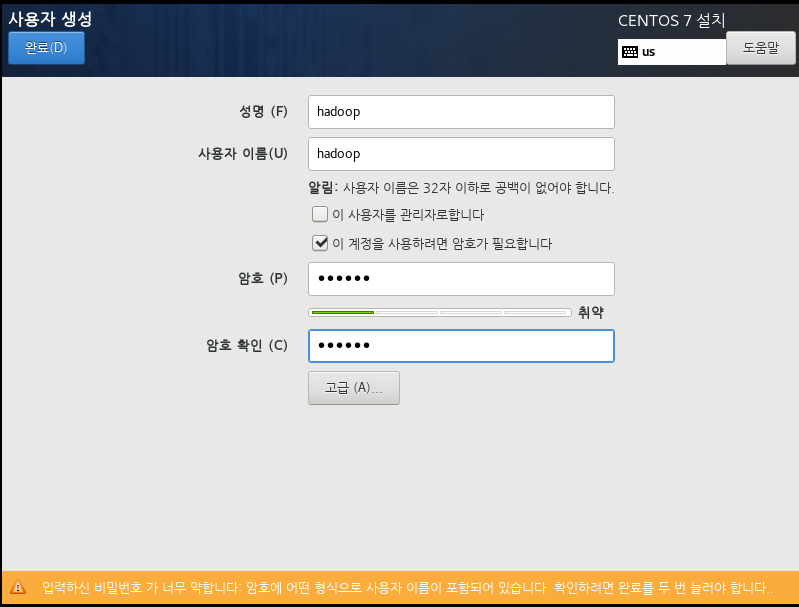 사용자 생성
CENTOS 7 설치
완료(D)
us
도움말
성명 (F)
hadoop
사용자 이름(U)
hadoop
알림: 사용자 이름은 32자 이하로 공백이 없어야 합니다.
이 사용자를 관리자로합니다
이 계정을 사용하려면 암호가 필요합니다
암호 (P)
••••••
취약
암호 확인 (C)
••••••
고급 (A)...
입력하신 비밀번호 가 너무 약합니다: 암호에 어떤 형식으로 사용자 이름이 포함되어 있습니다 확인하려면 완료를 두 번 눌러야 합니다..